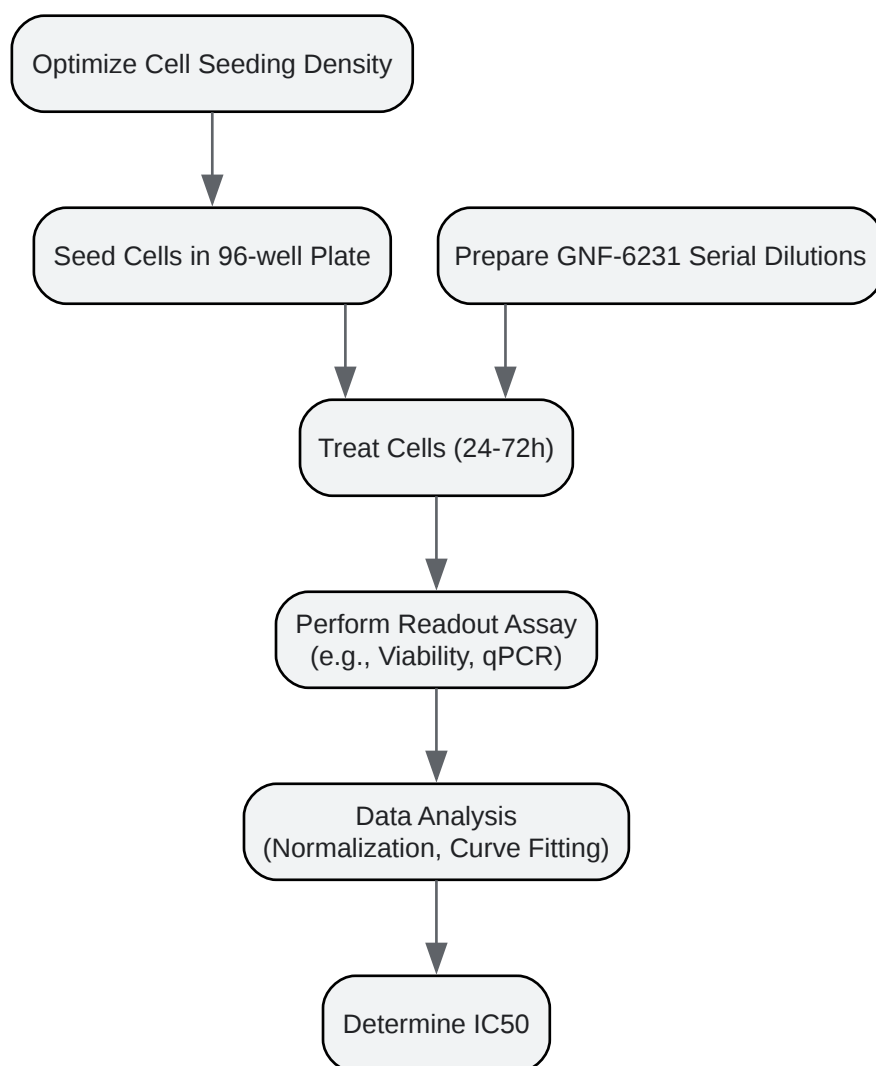 Optimize Cell Seeding Density
Seed Cells in 96-well Plate
Prepare GNF-6231 Serial Dilutions
Treat Cells (24-72h)
Perform Readout Assay
(e.g., Viability, qPCR)
Data Analysis
(Normalization, Curve Fitting)
Determine IC50